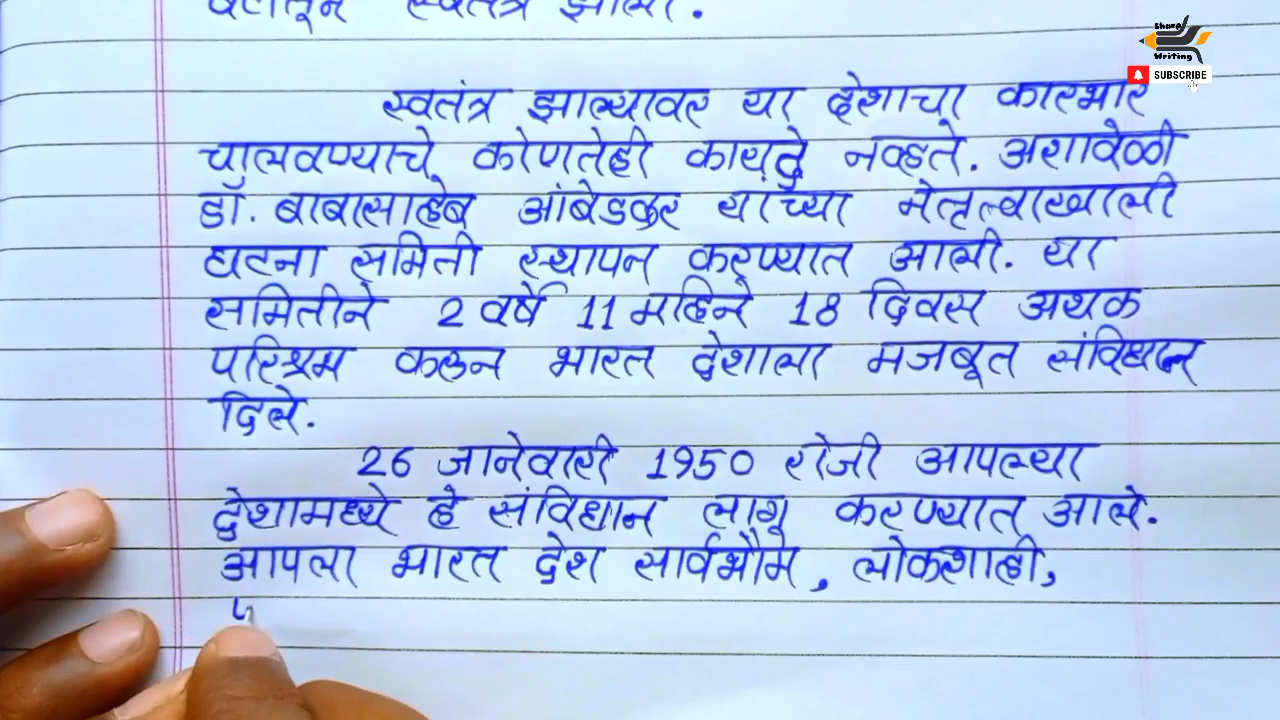 स्वतंत्र झाल्यावर या देशाचा कारभार
चालवण्याचे कोणतेही कायदे नव्हते. अशावेळी
डॉ. बाबासाहेब आंबेडकर यांच्या नेतृत्वाखाली
घटना समिती स्थापन करण्यात आली. या
समितीने 2 वर्षे 11 महिने 18 दिवस अथक
परिश्रम करून भारत देशाला मजबूत संविधान
दिले.
26 जानेवारी 1950 रोजी आपल्या
देशामध्ये हे संविधान लागू करण्यात आले.
आपला भारत देश सार्वभौम, लोकशाही,
Sharp
Writing
SUBSCRIBE